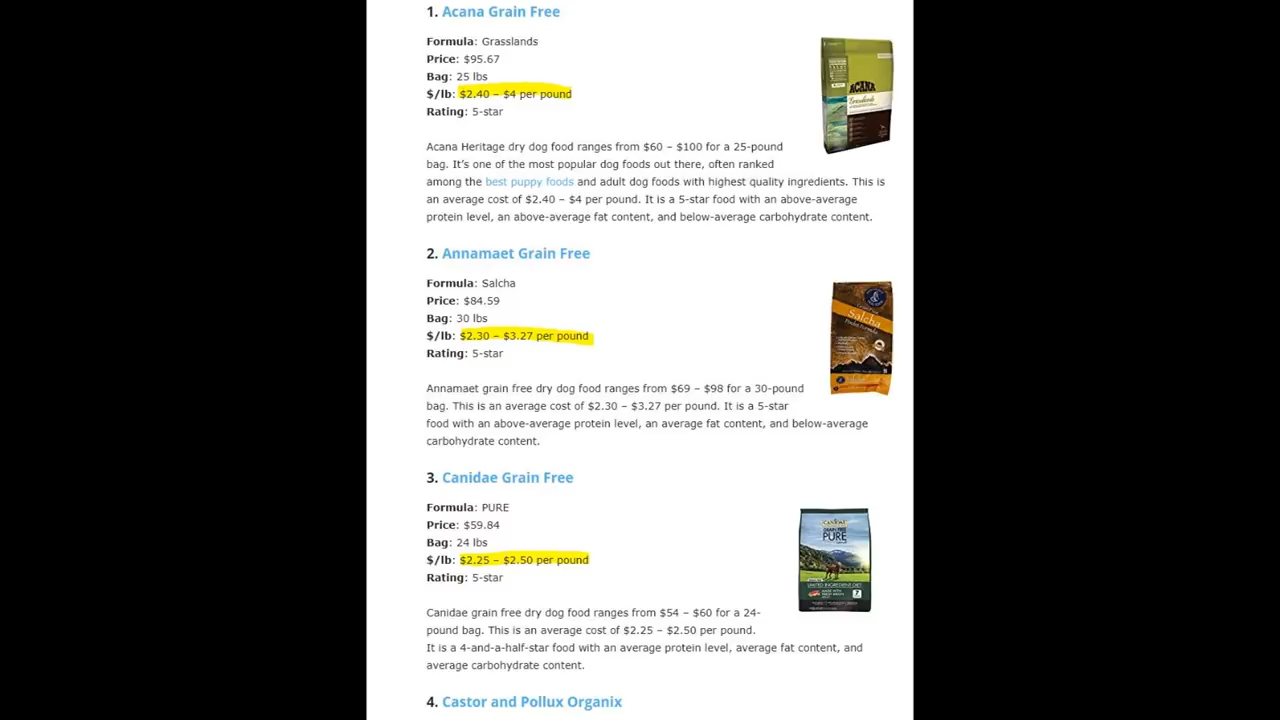 1. Acana Grain Free
Formula: Grasslands
Price: $95.67
Bag: 25 lbs
$/lb: $2.40 – $4 per pound
Rating: 5-star
ACANA
Grasslands
Acana Heritage dry dog food ranges from $60 – $100 for a 25-pound
bag. It’s one of the most popular dog foods out there, often ranked
among the best puppy foods and adult dog foods with highest quality ingredients. This is
an average cost of $2.40 – $4 per pound. It is a 5-star food with an above-average
protein level, an above-average fat content, and below-average carbohydrate content.
2. Annamaet Grain Free
Formula: Salcha
Price: $84.59
Bag: 30 lbs
$/lb: $2.30 – $3.27 per pound
Rating: 5-star
Salcha
Annamaet grain free dry dog food ranges from $69 – $98 for a 30-pound
bag. This is an average cost of $2.30 – $3.27 per pound. It is a 5-star
food with an above-average protein level, an average fat content, and below-average
carbohydrate content.
3. Canidae Grain Free
Formula: PURE
Price: $59.84
Bag: 24 lbs
$/lb: $2.25 – $2.50 per pound
Rating: 5-star
CANIDAE
GRAIN FREE
PURE
LIMITED INGREDIENT DIET
7
Canidae grain free dry dog food ranges from $54 – $60 for a 24-
pound bag. This is an average cost of $2.25 – $2.50 per pound.
It is a 4-and-a-half-star food with an average protein level, average fat content, and
average carbohydrate content.
4. Castor and Pollux Organix